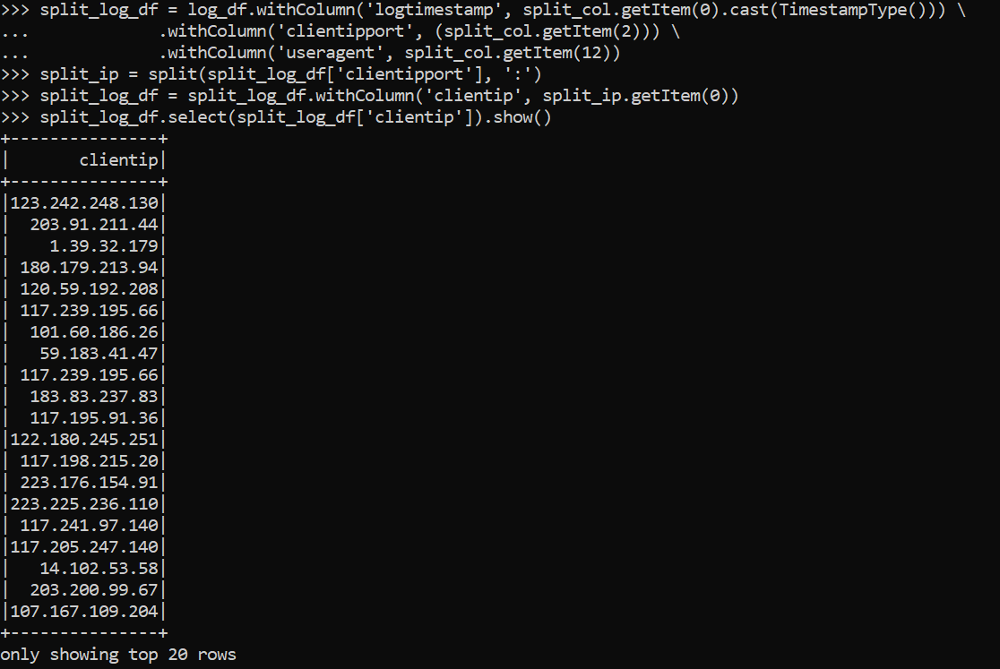 >>> split_log_df = log_df.withColumn('logtimestamp', split_col.getItem(0).cast(TimestampType())) \
...             .withColumn('clientipport', (split_col.getItem(2))) \
...             .withColumn('useragent', split_col.getItem(12))
>>> split_ip = split(split_log_df['clientipport'], ':')
>>> split_log_df = split_log_df.withColumn('clientip', split_ip.getItem(0))
>>> split_log_df.select(split_log_df['clientip']).show()
+---------------+
|       clientip|
+---------------+
|123.242.248.130|
|  203.91.211.44|
|    1.39.32.179|
| 180.179.213.94|
| 120.59.192.208|
| 117.239.195.66|
|  101.60.186.26|
|   59.183.41.47|
| 117.239.195.66|
|  183.83.237.83|
|  117.195.91.36|
|122.180.245.251|
| 117.198.215.20|
| 223.176.154.91|
|223.225.236.110|
| 117.241.97.140|
|117.205.247.140|
|   14.102.53.58|
|  203.200.99.67|
|107.167.109.204|
+---------------+
only showing top 20 rows